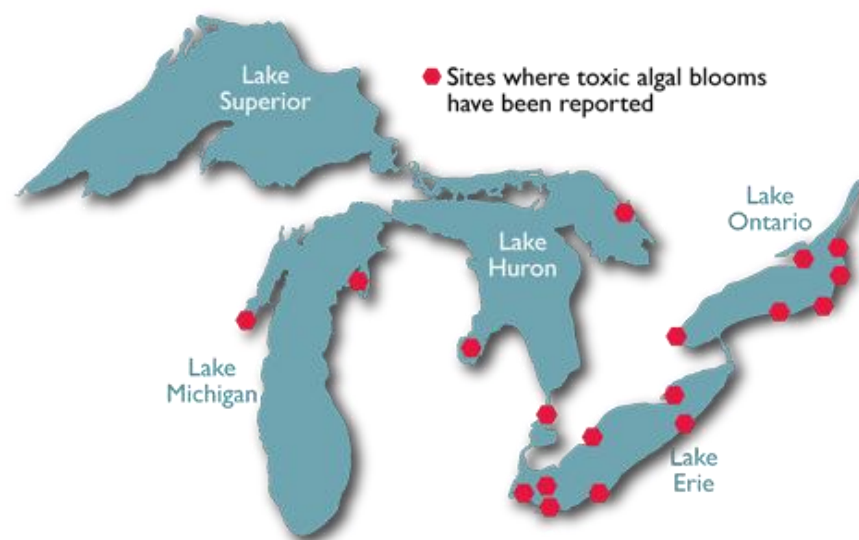 Lake
Superior
Sites where toxic algal blooms
have been reported
Lake
Ontario
Lake
Huron
Lake
Michigan
Lake
Erie